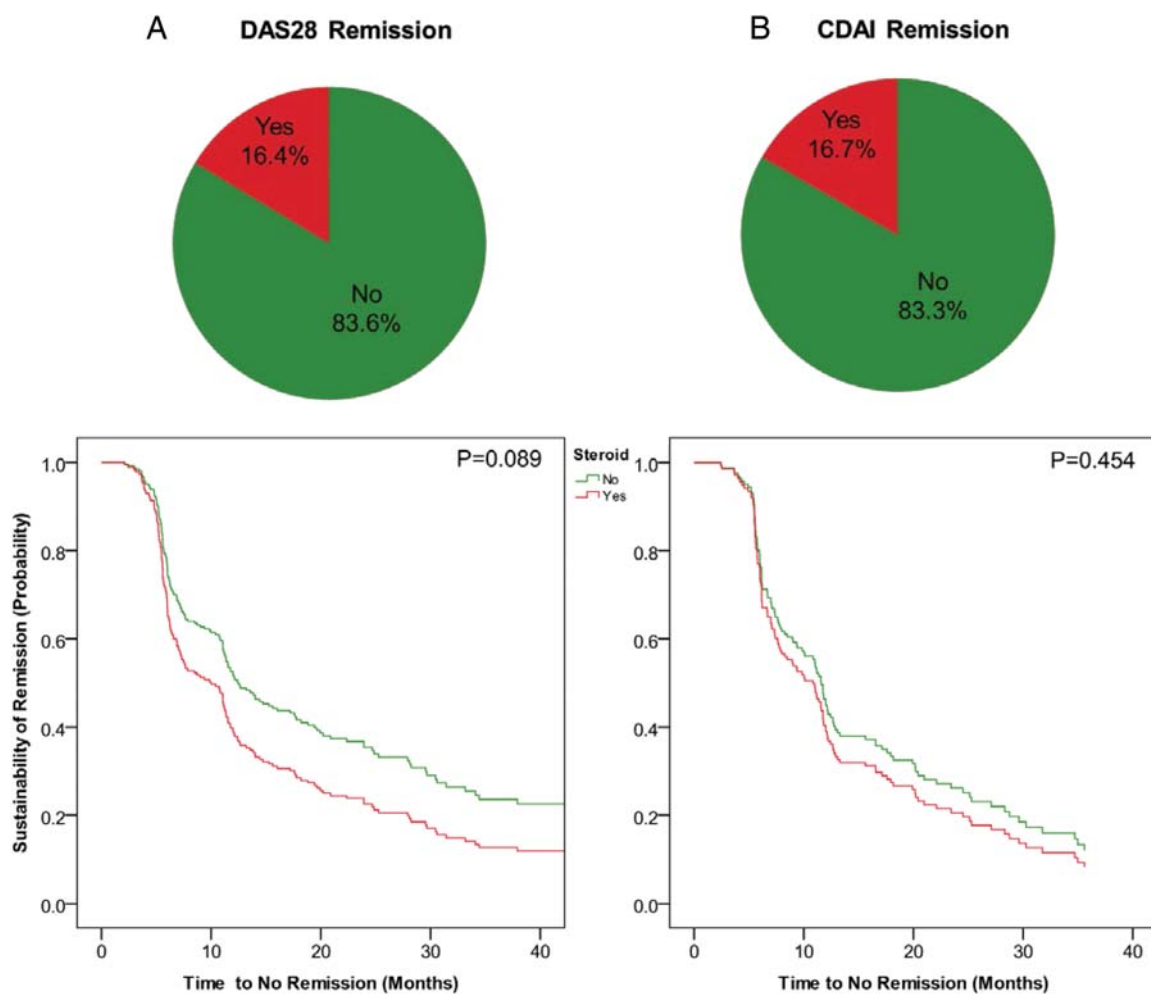 A DAS28 Remission
B CDAI Remission
Yes
16.4%
No
83.6%
Yes
16.7%
No
83.3%
Sustainability of Remission (Probability)
1.0
0.8
0.6
0.4
0.2
0.0
P=0.089
0 10 20 30 40
Time to No Remission (Months)
Steroid
No
Yes
1.0
0.8
0.6
0.4
0.2
0.0
P=0.454
0 10 20 30 40
Time to No Remission (Months)